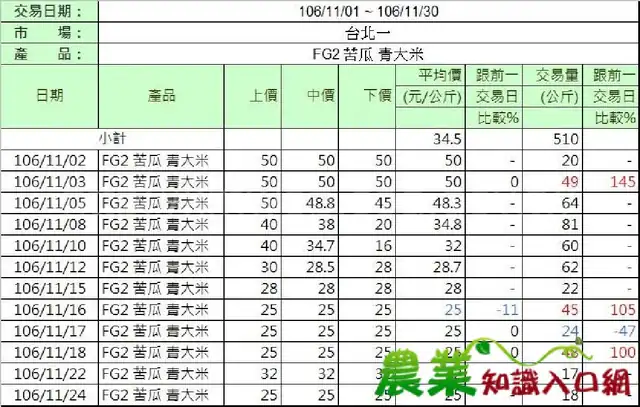 交易日期： 106/11/01 ~ 106/11/30
市 場： 台北一
產 品： FG2 苦瓜 青大米
日期 產品 上價 中價 下價 平均價 (元/公斤) 跟前一交易日比較% 交易量 (公斤) 跟前一交易日比較%
小計 34.5 510
106/11/02 FG2 苦瓜 青大米 50 50 50 50 - 20 -
106/11/03 FG2 苦瓜 青大米 50 50 50 50 0 49 145
106/11/05 FG2 苦瓜 青大米 50 48.8 45 48.3 - 64 -
106/11/08 FG2 苦瓜 青大米 40 38 20 34.8 - 81 -
106/11/10 FG2 苦瓜 青大米 40 34.7 16 32 - 60 -
106/11/12 FG2 苦瓜 青大米 30 28.5 28 28.7 - 62 -
106/11/15 FG2 苦瓜 青大米 28 28 28 28 - 22 -
106/11/16 FG2 苦瓜 青大米 25 25 25 25 -11 45 105
106/11/17 FG2 苦瓜 青大米 25 25 25 25 0 24 -47
106/11/18 FG2 苦瓜 青大米 25 25 25 25 0 48 100
106/11/22 FG2 苦瓜 青大米 32 32 17
106/11/24 FG2 苦瓜 青大米 25 25 25 25 - 18 -
農業知識入口網